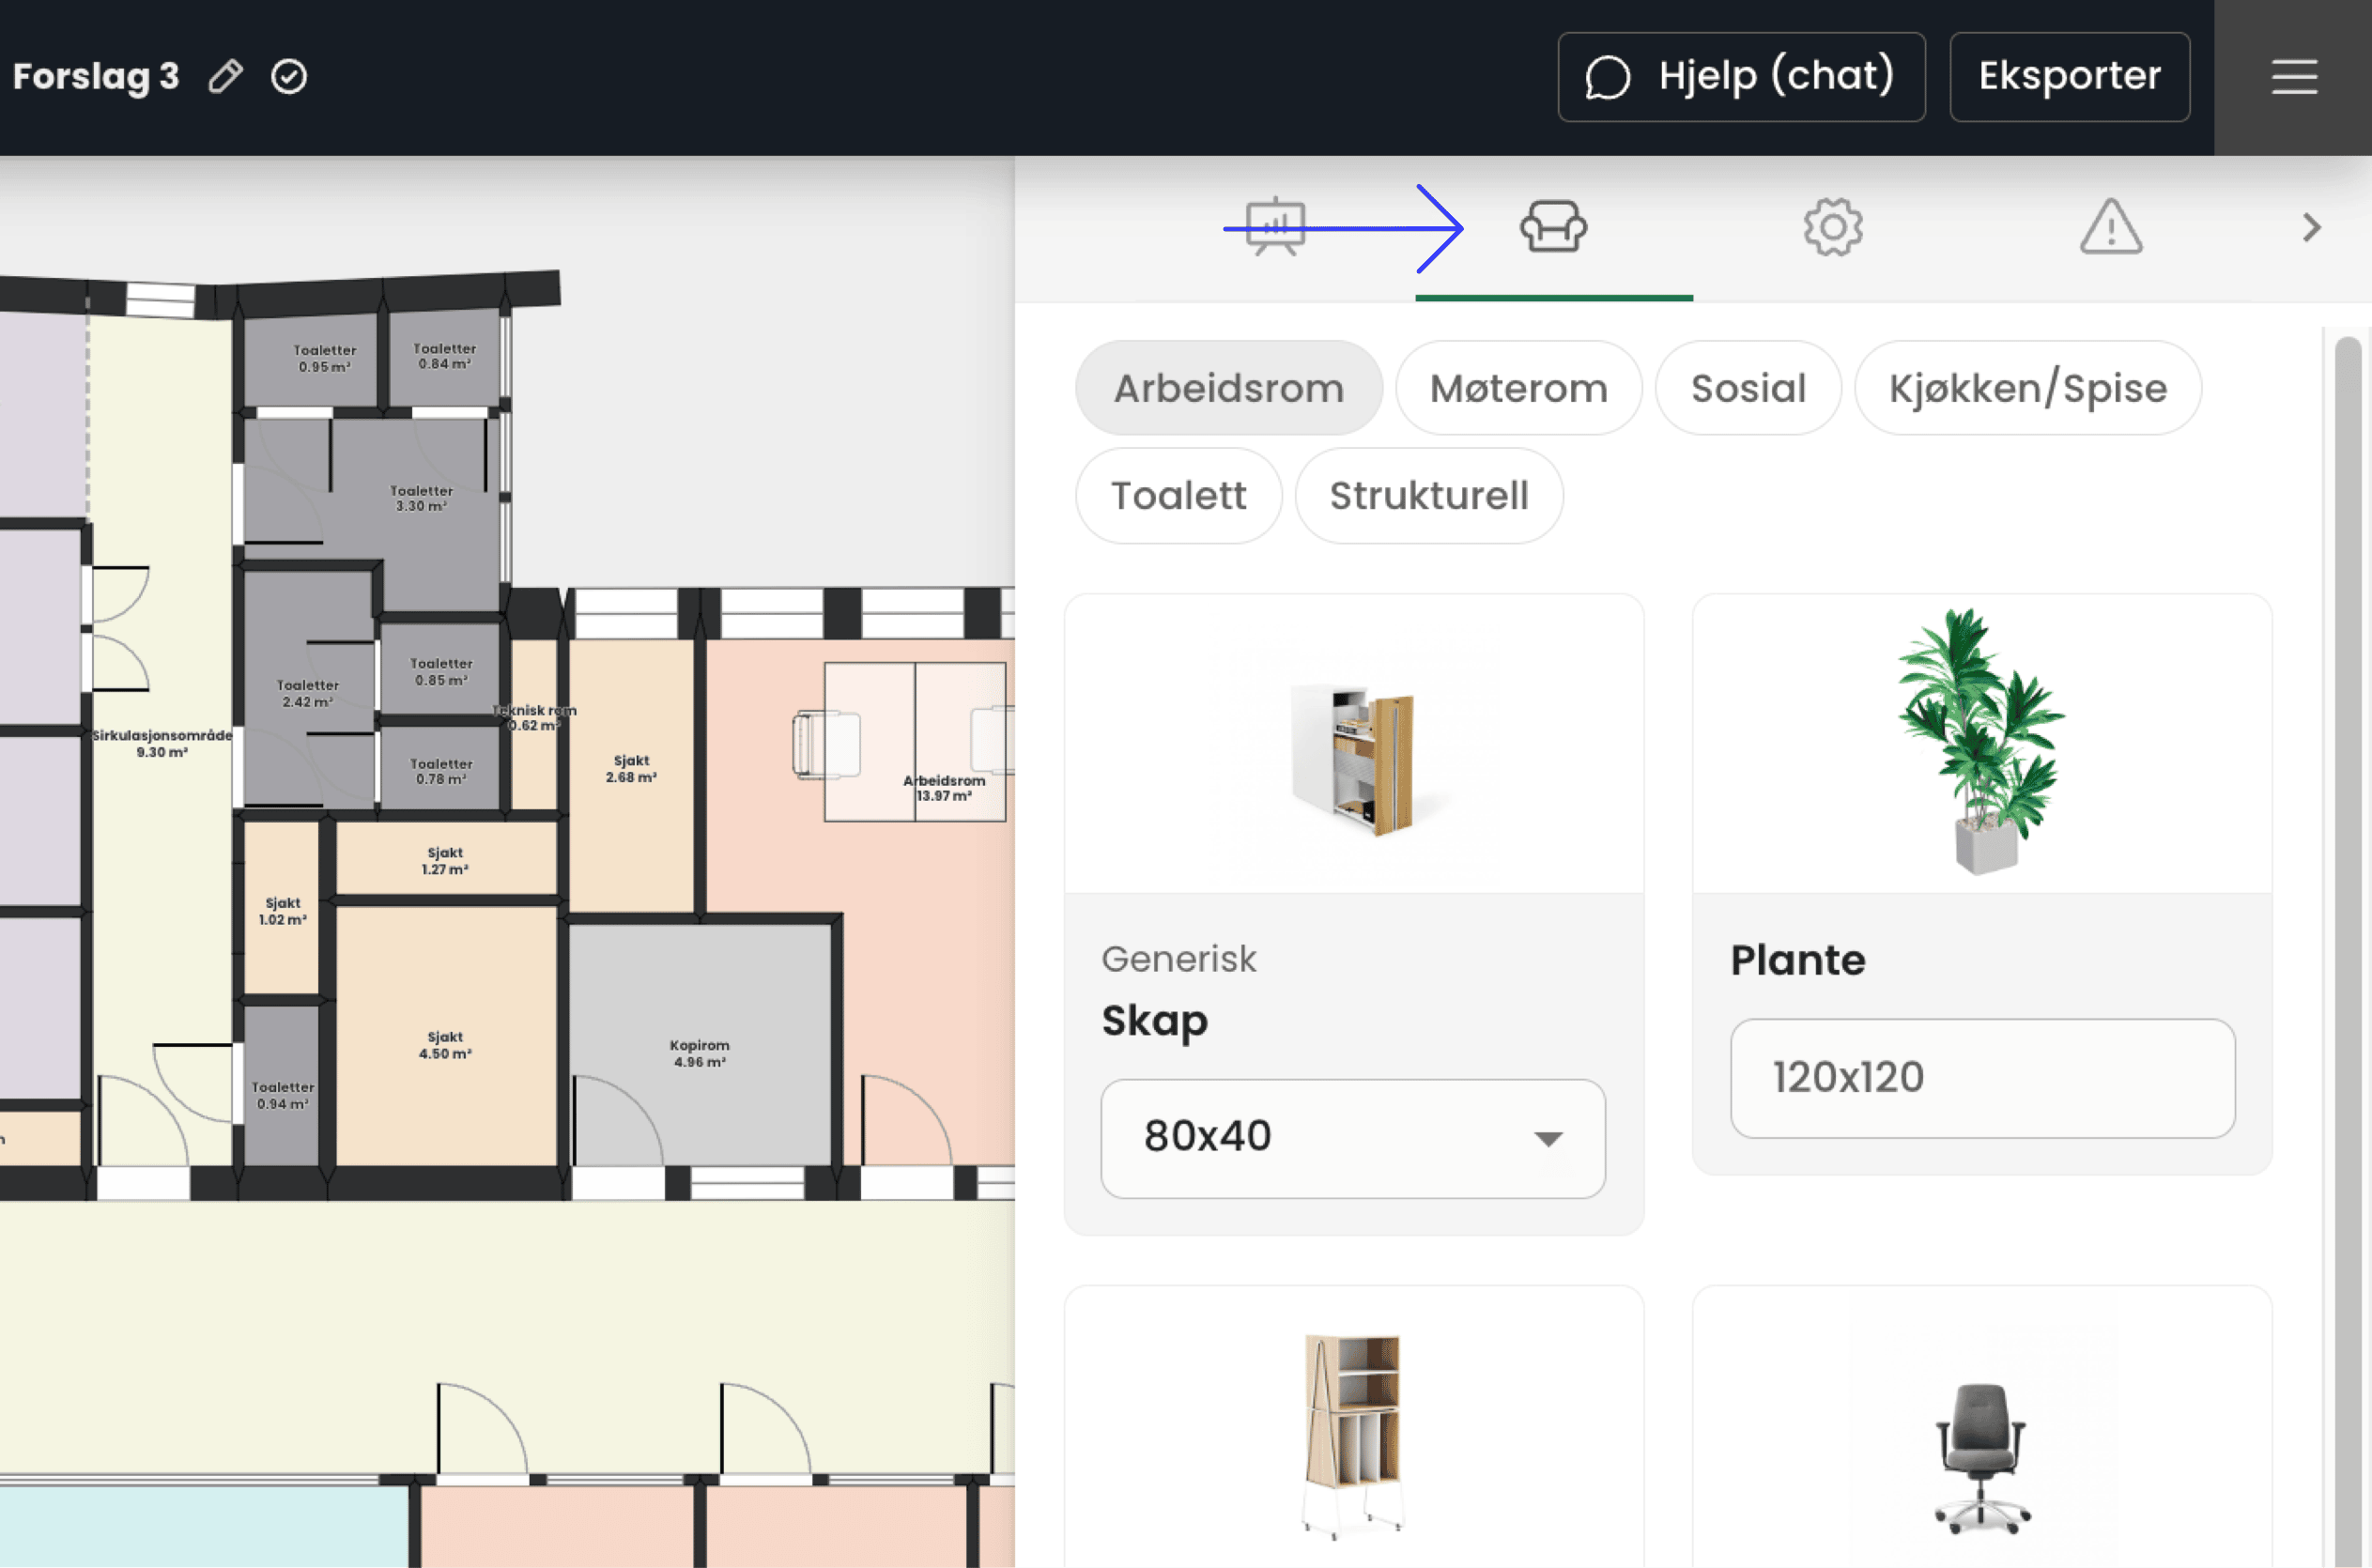 Forslag 3
Hjelp (chat)
Eksporter
Arbeidsrom
Møterom
Sosial
Kjøkken/Spise
Toalett
Strukturell
Toaletter
0.95 m²
Toaletter
0.84 m²
Toaletter
3.30 m²
Toaletter
0.85 m²
Toaletter
2.42 m²
Teknisk rom
0.62 m²
Sirkulasjonsområde
9.30 m²
Toaletter
0.78 m²
Sjakt
2.68 m²
Arbeidsrom
13.97 m²
Sjakt
1.27 m²
Sjakt
1.02 m²
Sjakt
4.50 m²
Kopirom
4.96 m²
Toaletter
0.94 m²
Generisk
Skap
80x40
Plante
120x120